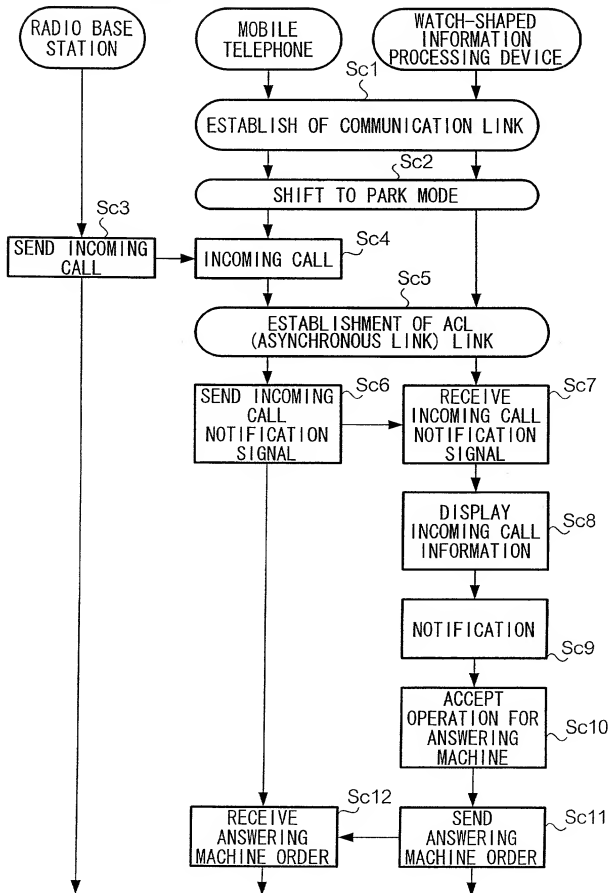 RADIO BASE
STATION
MOBILE
TELEPHONE
WATCH-SHAPED
INFORMATION
PROCESSING DEVICE
Sc1
ESTABLISH OF COMMUNICATION LINK
Sc2
SHIFT TO PARK MODE
Sc3
SEND INCOMING
CALL
Sc4
INCOMING CALL
Sc5
ESTABLISHMENT OF ACL
(ASYNCHRONOUS LINK) LINK
Sc6
SEND INCOMING
CALL
NOTIFICATION
SIGNAL
Sc7
RECEIVE
INCOMING CALL
NOTIFICATION
SIGNAL
DISPLAY
INCOMING CALL
INFORMATION
Sc8
NOTIFICATION
Sc9
ACCEPT
OPERATION FOR
ANSWERING
MACHINE
Sc10
Sc12
RECEIVE
ANSWERING
MACHINE ORDER
SEND
ANSWERING
MACHINE ORDER
Sc11